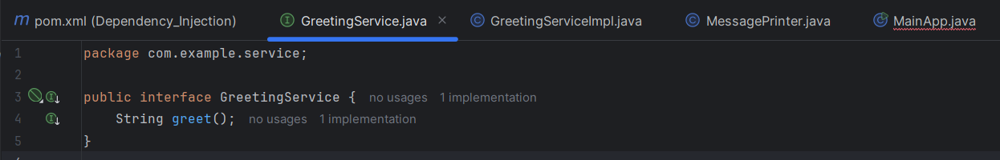 m pom.xml (Dependency_Injection) GreetingService.java GreetingServiceImpl.java MessagePrinter.java MainApp.java
1 package com.example.service;
2
3 public interface GreetingService { no usages 1 implementation
4 String greet(); no usages 1 implementation
5 }